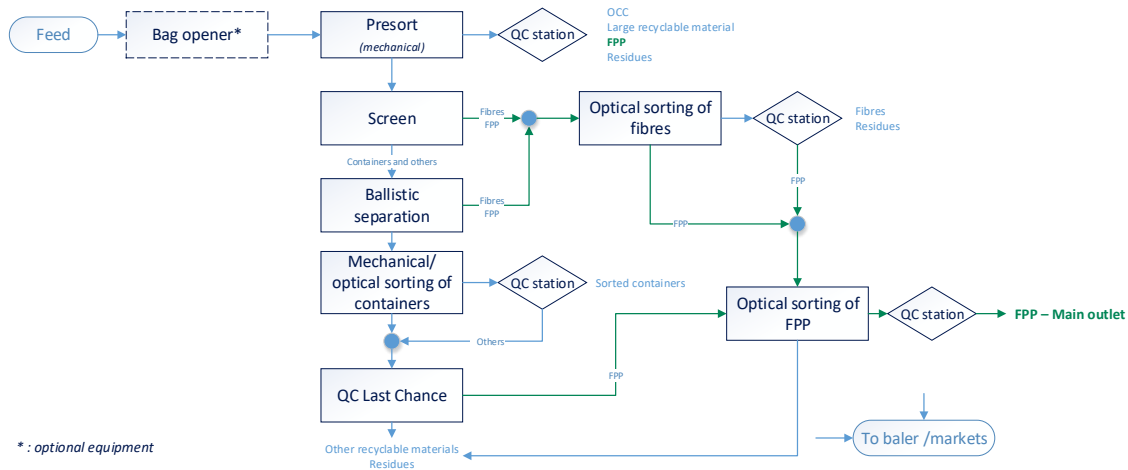 Feed
Bag opener*
Presort
(mechanical)
QC station
OCC
Large recyclable material
FPP
Residues
Screen
Fibres
FPP
Optical sorting of
fibres
QC station
Fibres
Residues
Containers and others
Ballistic
separation
Fibres
FPP
FPP
FPP
Mechanical/
optical sorting of
containers
QC station
Sorted containers
Optical sorting of
FPP
QC station
FPP – Main outlet
Others
QC Last Chance
FPP
To baler /markets
* : optional equipment
Other recyclable materials
Residues